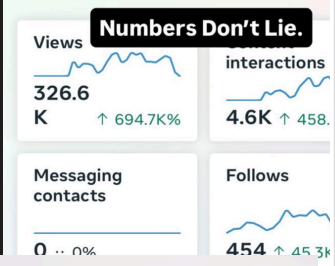 Numbers Don't Lie.
Views
interactions
326.6
K ↑ 694.7K%
4.6K ↑ 458.
Messaging
contacts
Follows
0 -- 0%
454 ↑ 45.3K